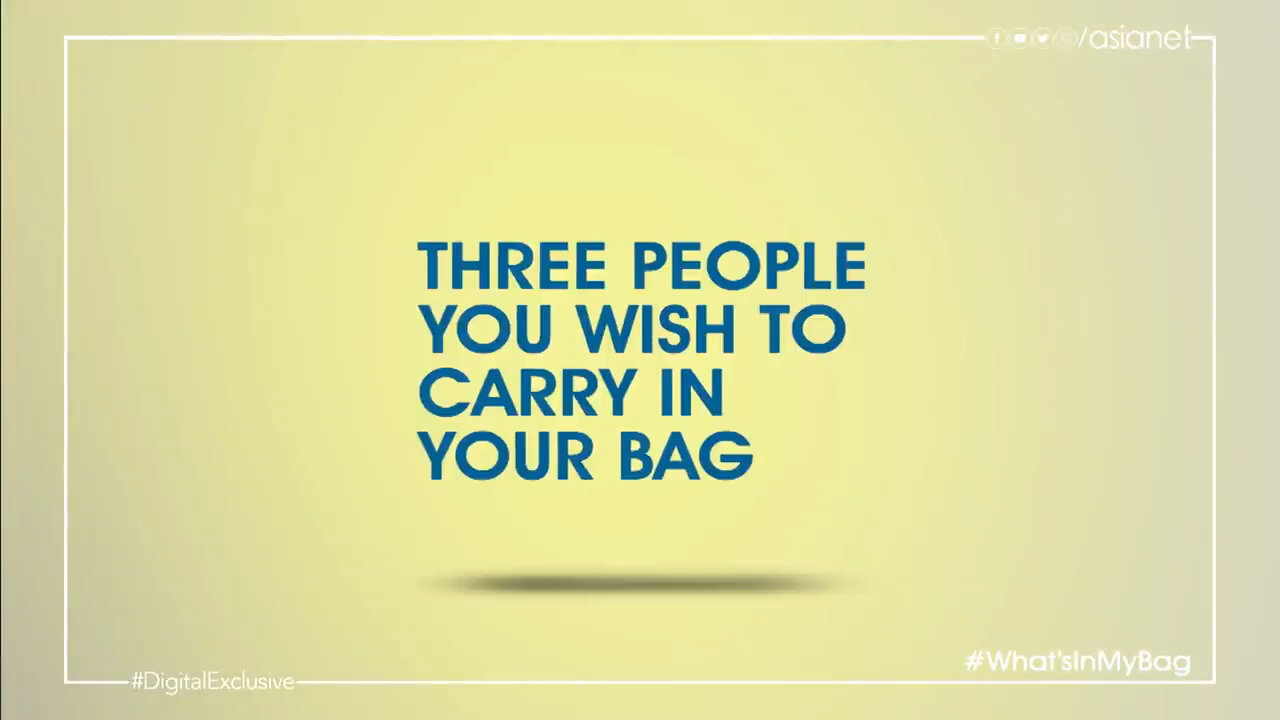 /asianet
THREE PEOPLE
YOU WISH TO
CARRY IN
YOUR BAG
#What'sInMyBag
#DigitalExclusive